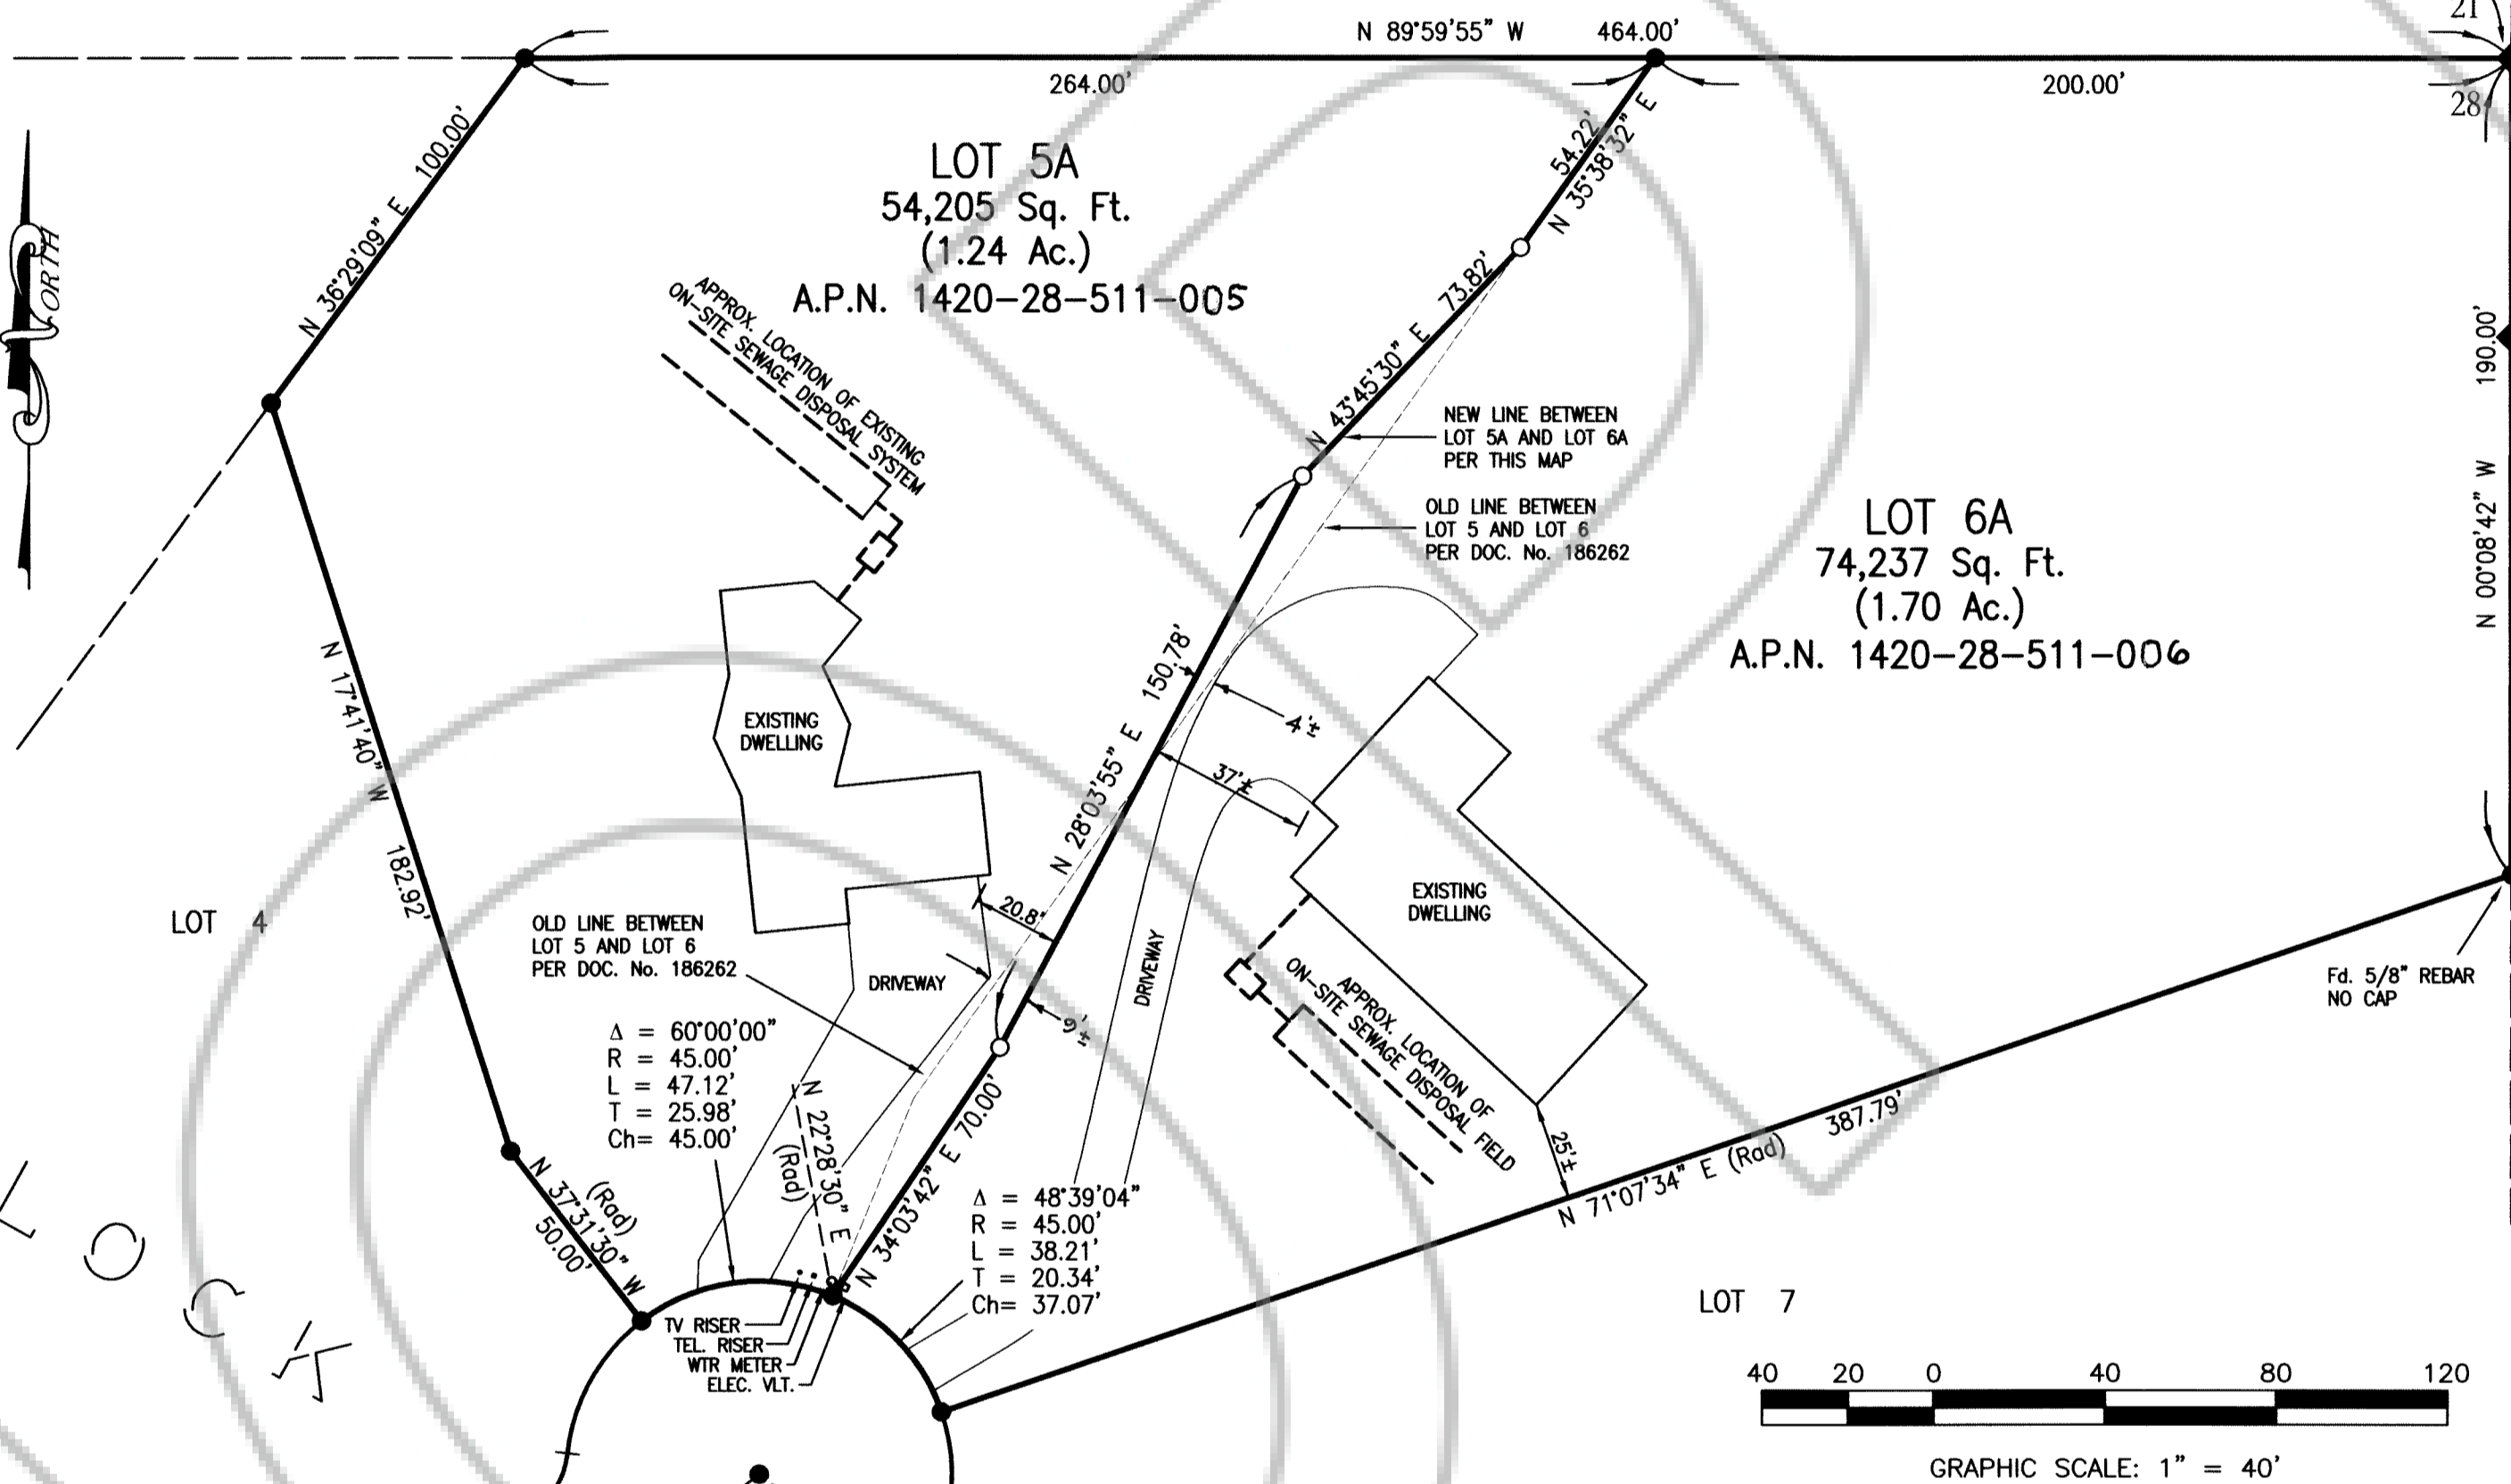 N 89°59'55" W 464.00'
21
264.00'
200.00'
28
N 36°29'09" E 100.00'
NORTH
LOT 5A
54,205 Sq. Ft.
(1.24 Ac.)
A.P.N. 1420-28-511-005
54.22'
N 35°38'32" E
APPROX. LOCATION OF EXISTING
ON-SITE SEWAGE DISPOSAL SYSTEM
N 43°45'30" E 73.82'
NEW LINE BETWEEN
LOT 5A AND LOT 6A
PER THIS MAP
OLD LINE BETWEEN
LOT 5 AND LOT 6
PER DOC. No. 186262
N 00°08'42" W 190.00'
LOT 6A
74,237 Sq. Ft.
(1.70 Ac.)
A.P.N. 1420-28-511-006
N 17°41'40" W 182.92'
EXISTING
DWELLING
N 28°03'55" E 150.78'
4'±
37'±
LOT 4
OLD LINE BETWEEN
LOT 5 AND LOT 6
PER DOC. No. 186262
20.8'
DRIVEWAY
DRIVEWAY
EXISTING
DWELLING
Fd. 5/8" REBAR
NO CAP
9'±
APPROX. LOCATION OF
ON-SITE SEWAGE DISPOSAL FIELD
Δ = 60°00'00"
R = 45.00'
L = 47.12'
T = 25.98'
Ch= 45.00'
N 22°28'30" E
(Rad)
N 34°03'42" E 70.00'
25'±
N 71°07'34" E (Rad) 387.79'
N 37°31'30" W
(Rad)
50.00'
Δ = 48°39'04"
R = 45.00'
L = 38.21'
T = 20.34'
Ch= 37.07'
L O C K
TV RISER
TEL. RISER
WTR METER
ELEC. VLT.
LOT 7
40 20 0 40 80 120
GRAPHIC SCALE: 1" = 40'